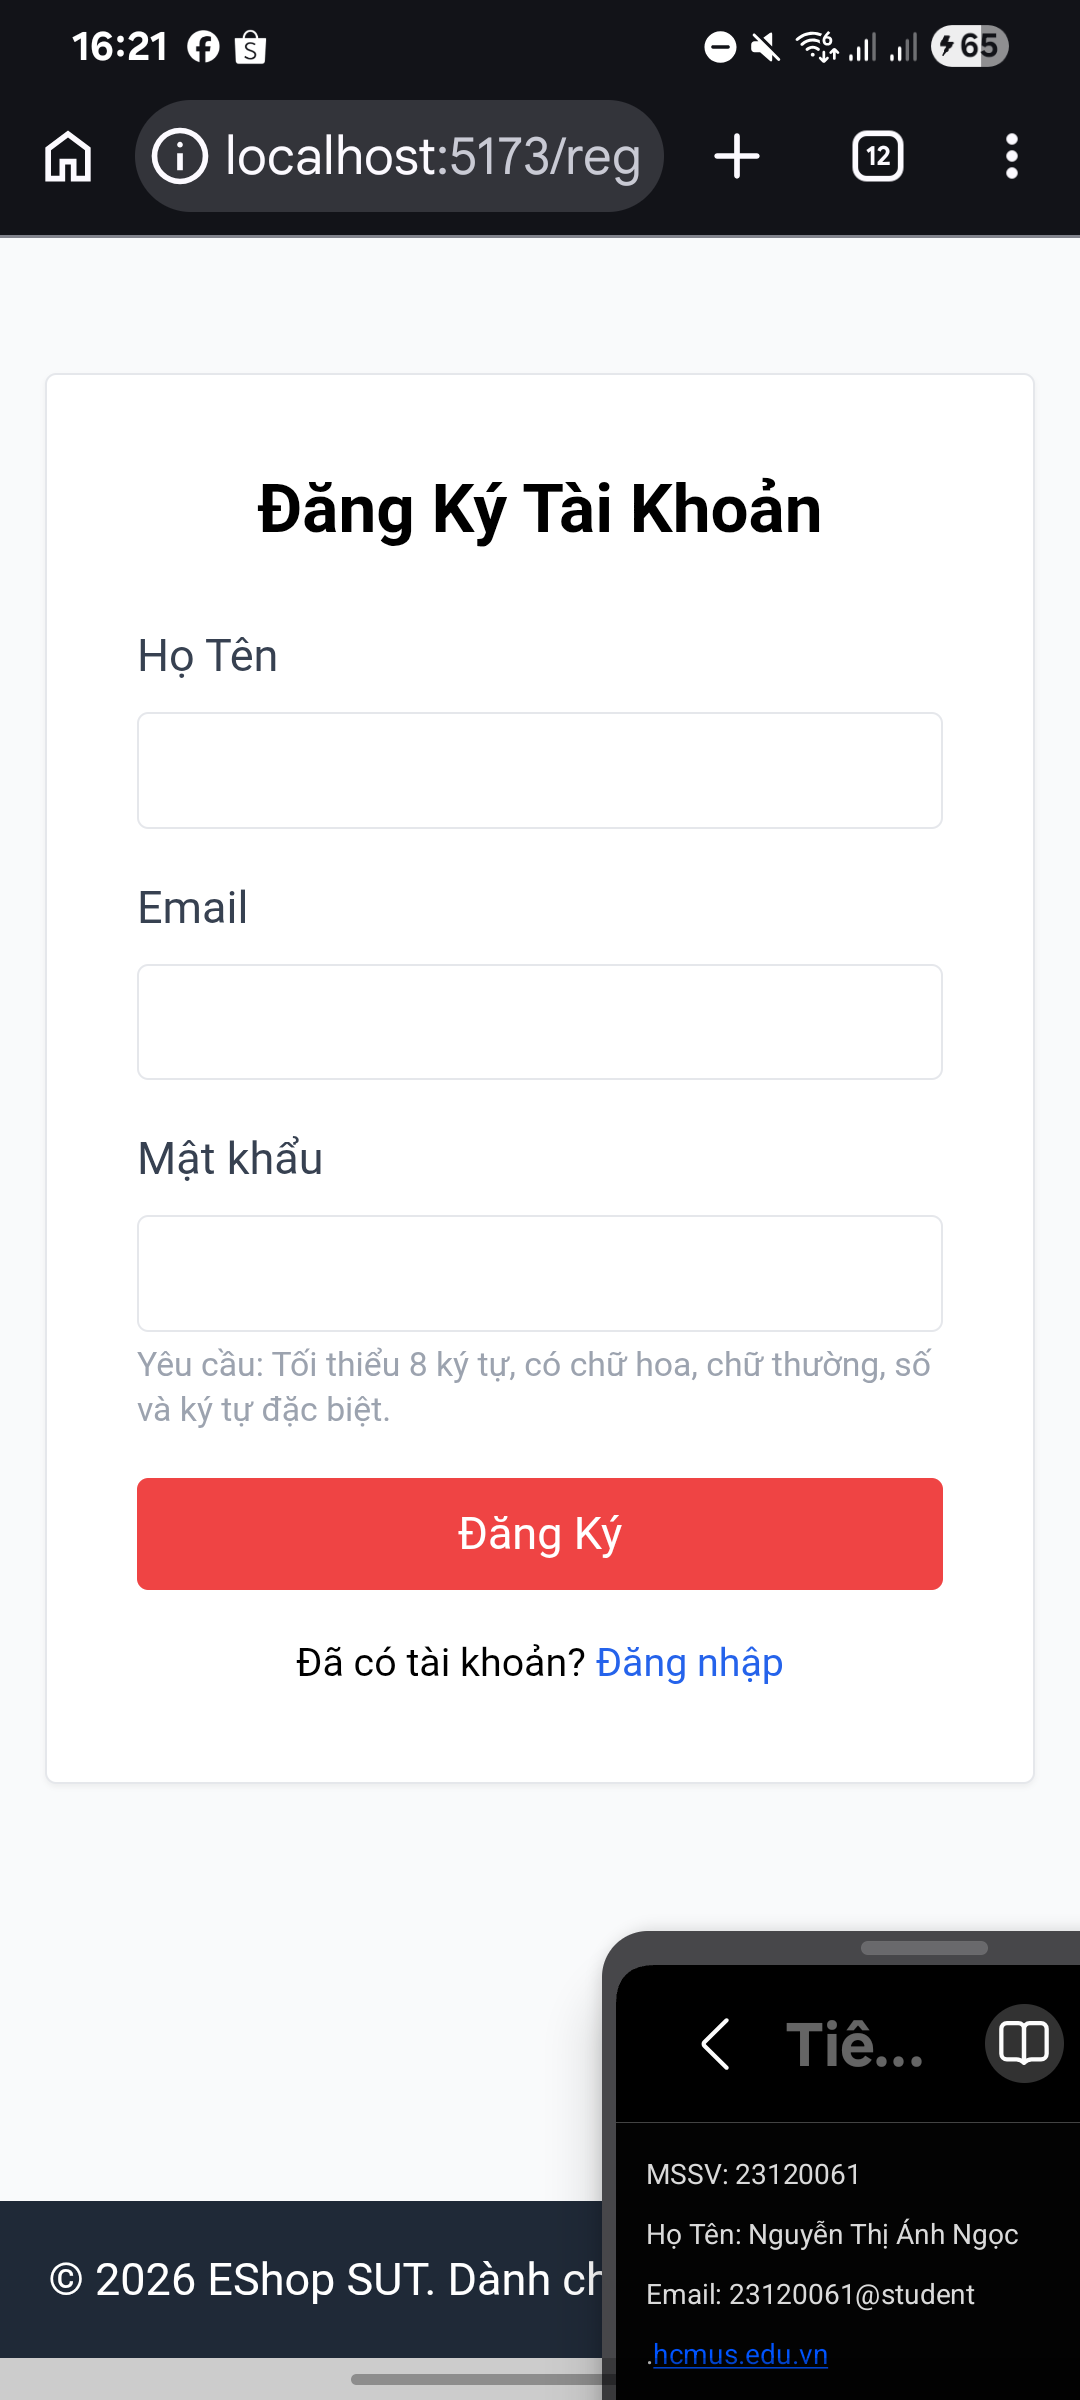 16:21
6
65
localhost:5173/reg
12
Đăng Ký Tài Khoản
Họ Tên
Email
Mật khẩu
Yêu cầu: Tối thiểu 8 ký tự, có chữ hoa, chữ thường, số
và ký tự đặc biệt.
Đăng Ký
Đã có tài khoản? Đăng nhập
Tiê...
MSSV: 23120061
Họ Tên: Nguyễn Thị Ánh Ngọc
Email: 23120061@student
.hcmus.edu.vn
© 2026 EShop SUT. Dành ch